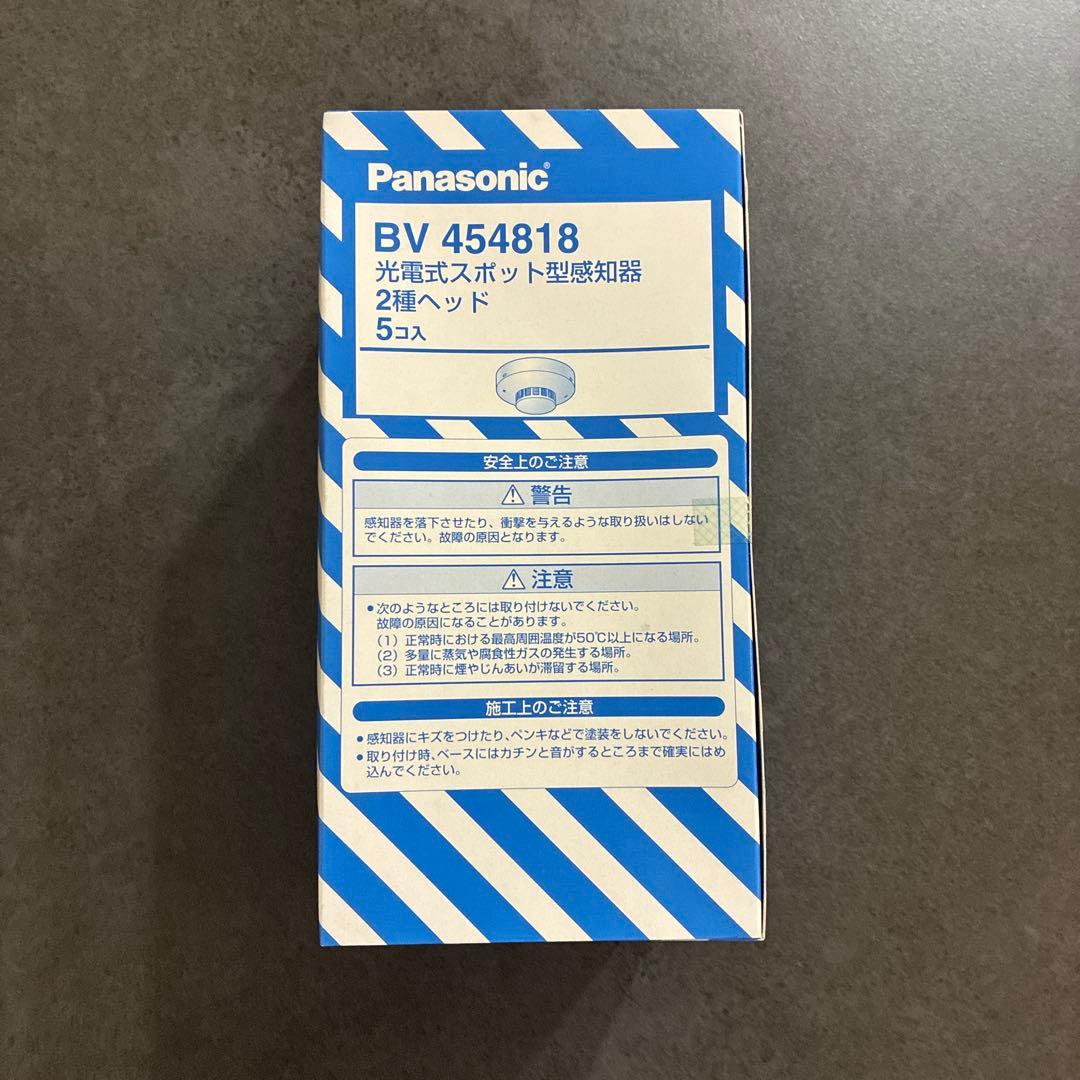 Panasonic®
BV 454818
光電式スポット型感知器
2種ヘッド
5コ入
安全上のご注意
⚠ 警告
感知器を落下させたり、衝撃を与えるような取り扱いはしない
でください。故障の原因となります。
⚠ 注意
●次のようなところには取り付けないでください。
故障の原因になることがあります。
(1) 正常時における最高周囲温度が50℃以上になる場所。
(2) 多量に蒸気や腐食性ガスの発生する場所。
(3) 正常時に煙やじんあいが滞留する場所。
施工上のご注意
●感知器にキズをつけたり、ペンキなどで塗装をしないでください。
●取り付け時、ベースにはカチンと音がするところまで確実にはめ
込んでください。